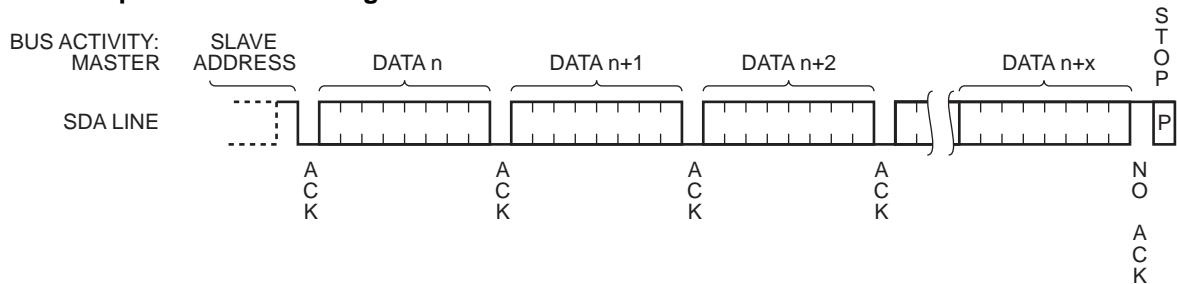 S
T
O
P
BUS ACTIVITY:
MASTER
SLAVE
ADDRESS
DATA n
DATA n+1
DATA n+2
DATA n+x
SDA LINE
P
A
C
K
A
C
K
A
C
K
A
C
K
N
O
A
C
K